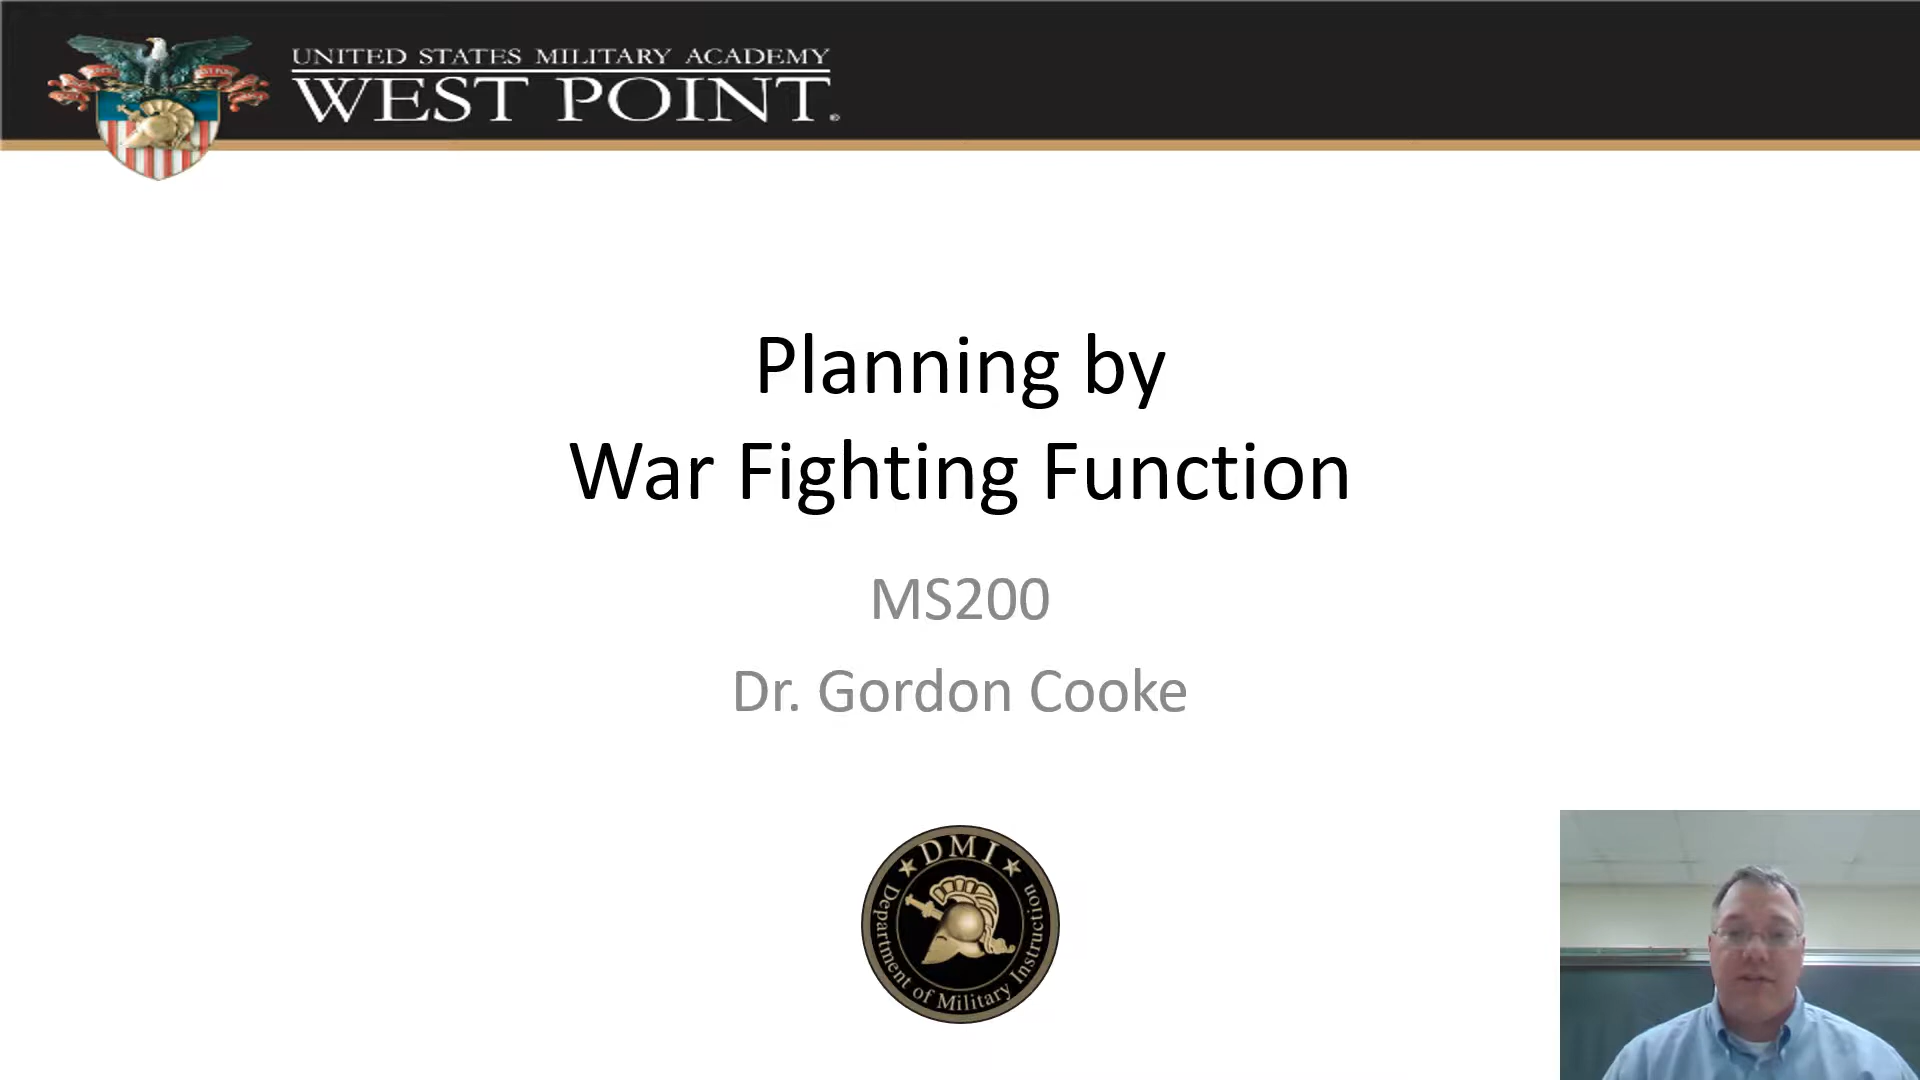 UNITED STATES MILITARY ACADEMY
WEST POINT.
Planning by
War Fighting Function
MS200
Dr. Gordon Cooke
DMI
Department of Military Instruction